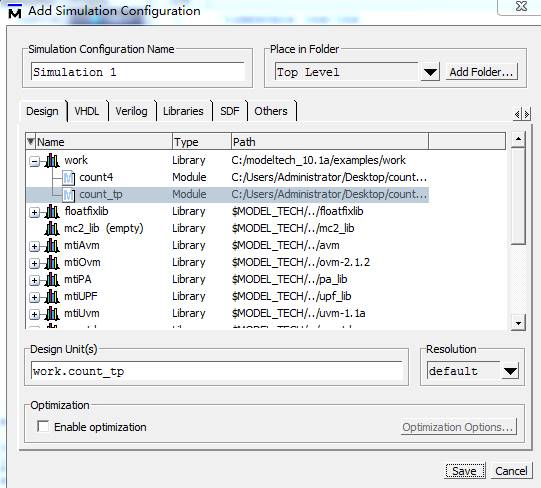 Add Simulation Configuration
Simulation Configuration Name
Simulation 1
Place in Folder
Top Level
Add Folder...
Design VHDL Verilog Libraries SDF Others
Name Type Path
work Library C:/modeltech_10.1a/examples/work
count4 Module C:/Users/Administrator/Desktop/count...
count_tp Module C:/Users/Administrator/Desktop/count...
floatfixlib Library $MODEL_TECH/../floatfixlib
mc2_lib (empty) Library $MODEL_TECH/../mc2_lib
mtiAvm Library $MODEL_TECH/../avm
mtiOvm Library $MODEL_TECH/../ovm-2.1.2
mtiPA Library $MODEL_TECH/../pa_lib
mtiUPF Library $MODEL_TECH/../upf_lib
mtiUvm Library $MODEL_TECH/../uvm-1.1a
Design Unit(s)
work.count_tp
Resolution
default
Optimization
Enable optimization
Optimization Options...
Save Cancel